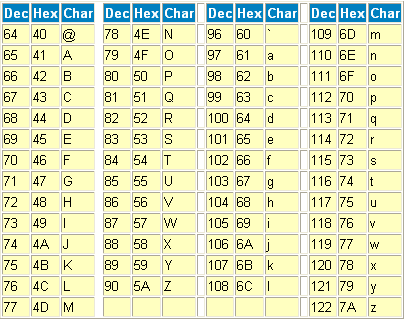 Dec Hex Char Dec Hex Char Dec Hex Char Dec Hex Char
64 40 @ 78 4E N 96 60 ` 109 6D m
65 41 A 79 4F O 97 61 a 110 6E n
66 42 B 80 50 P 98 62 b 111 6F o
67 43 C 81 51 Q 99 63 c 112 70 p
68 44 D 82 52 R 100 64 d 113 71 q
69 45 E 83 53 S 101 65 e 114 72 r
70 46 F 84 54 T 102 66 f 115 73 s
71 47 G 85 55 U 103 67 g 116 74 t
72 48 H 86 56 V 104 68 h 117 75 u
73 49 I 87 57 W 105 69 i 118 76 v
74 4A J 88 58 X 106 6A j 119 77 w
75 4B K 89 59 Y 107 6B k 120 78 x
76 4C L 90 5A Z 108 6C l 121 79 y
77 4D M 122 7A z